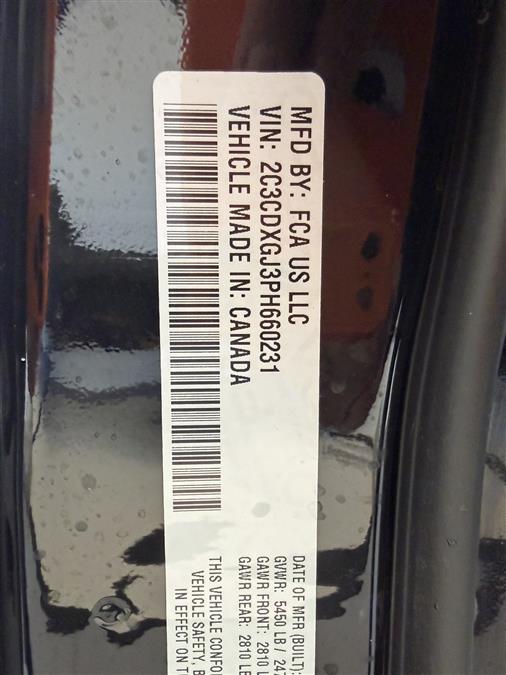 MFD BY: FCA US LLC
VIN: 2C3CDXGJ3PH660231
VEHICLE MADE IN: CANADA
DATE OF MFR (BUILT):
GVWR: 5450 LB /
GAWR FRONT: 2810
GAWR REAR: 2810
THIS VEHICLE
VEHICLE SAFETY,
IN EFFECT ON